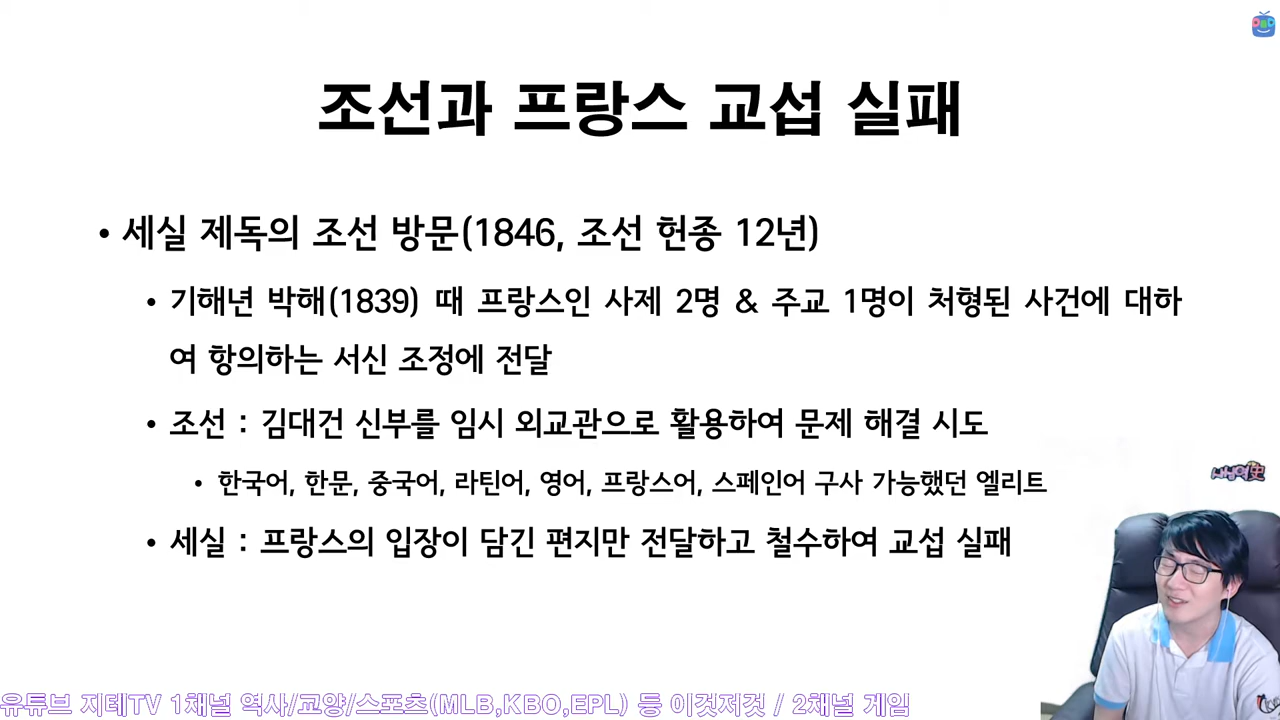 조선과 프랑스 교섭 실패
• 세실 제독의 조선 방문(1846, 조선 헌종 12년)
• 기해년 박해(1839) 때 프랑스인 사제 2명 & 주교 1명이 처형된 사건에 대하
여 항의하는 서신 조정에 전달
• 조선 : 김대건 신부를 임시 외교관으로 활용하여 문제 해결 시도
• 한국어, 한문, 중국어, 라틴어, 영어, 프랑스어, 스페인어 구사 가능했던 엘리트
• 세실 : 프랑스의 입장이 담긴 편지만 전달하고 철수하여 교섭 실패
유튜브 지테TV 1채널 역사/교양/스포츠(MLB,KBO,EPL) 등 이것저것 / 2채널 게임